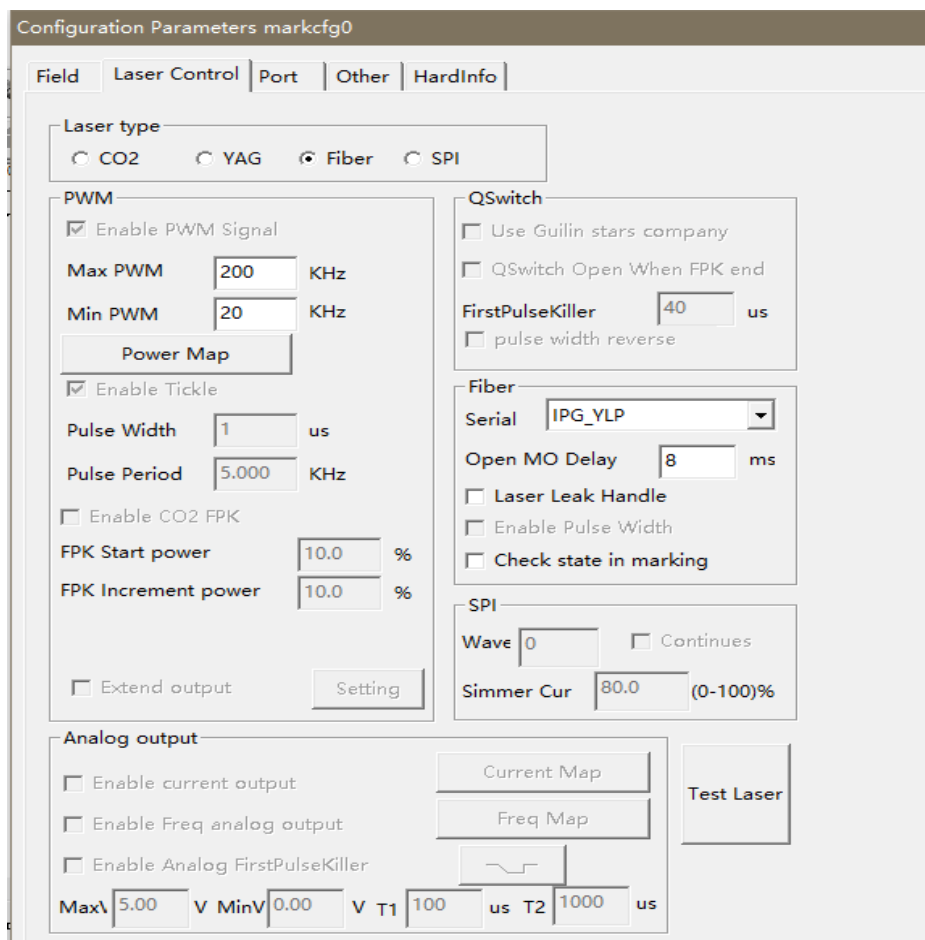 Configuration Parameters markcfg0
Field Laser Control Port Other HardInfo
Laser type
CO2 YAG Fiber SPI
PWM
Enable PWM Signal
Max PWM 200 KHz
Min PWM 20 KHz
Power Map
Enable Tickle
Pulse Width 1 us
Pulse Period 5.000 KHz
Enable CO2 FPK
FPK Start power 10.0 %
FPK Increment power 10.0 %
Extend output Setting
QSwitch
Use Guilin stars company
QSwitch Open When FPK end
FirstPulseKiller 40 us
pulse width reverse
Fiber
Serial IPG_YLP
Open MO Delay 8 ms
Laser Leak Handle
Enable Pulse Width
Check state in marking
SPI
Wave 0 Continues
Simmer Cur 80.0 (0-100)%
Analog output
Enable current output Current Map
Enable Freq analog output Freq Map
Enable Analog FirstPulseKiller
Max\ 5.00 V MinV 0.00 V T1 100 us T2 1000 us
Test Laser